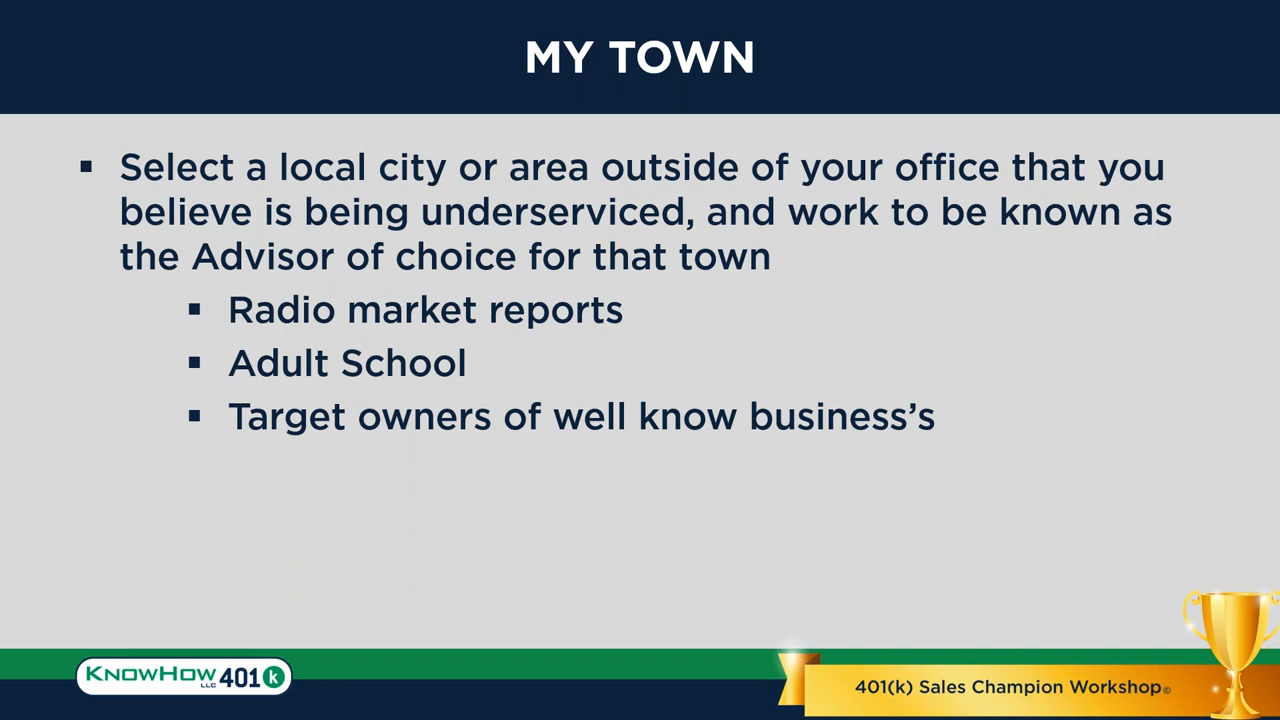 MY TOWN
▪ Select a local city or area outside of your office that you
believe is being underserviced, and work to be known as
the Advisor of choice for that town
▪ Radio market reports
▪ Adult School
▪ Target owners of well know business’s
KNOWHOW LLC 401 k
401(k) Sales Champion Workshop©